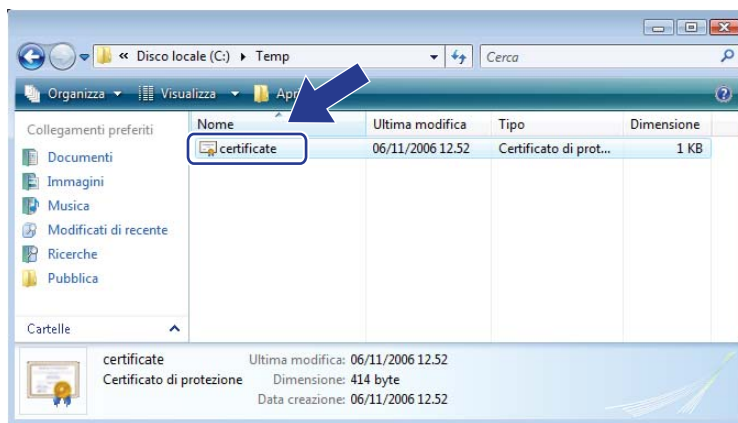 « Disco locale (C:) ▸ Temp
Cerca
Organizza Visualizza
Collegamenti preferiti
Nome Ultima modifica Tipo Dimensione
certificate 06/11/2006 12.52 Certificato di prot... 1 KB
Documenti
Immagini
Musica
Modificati di recente
Ricerche
Pubblica
Cartelle
certificate Ultima modifica: 06/11/2006 12.52
Certificato di protezione Dimensione: 414 byte
Data creazione: 06/11/2006 12.52